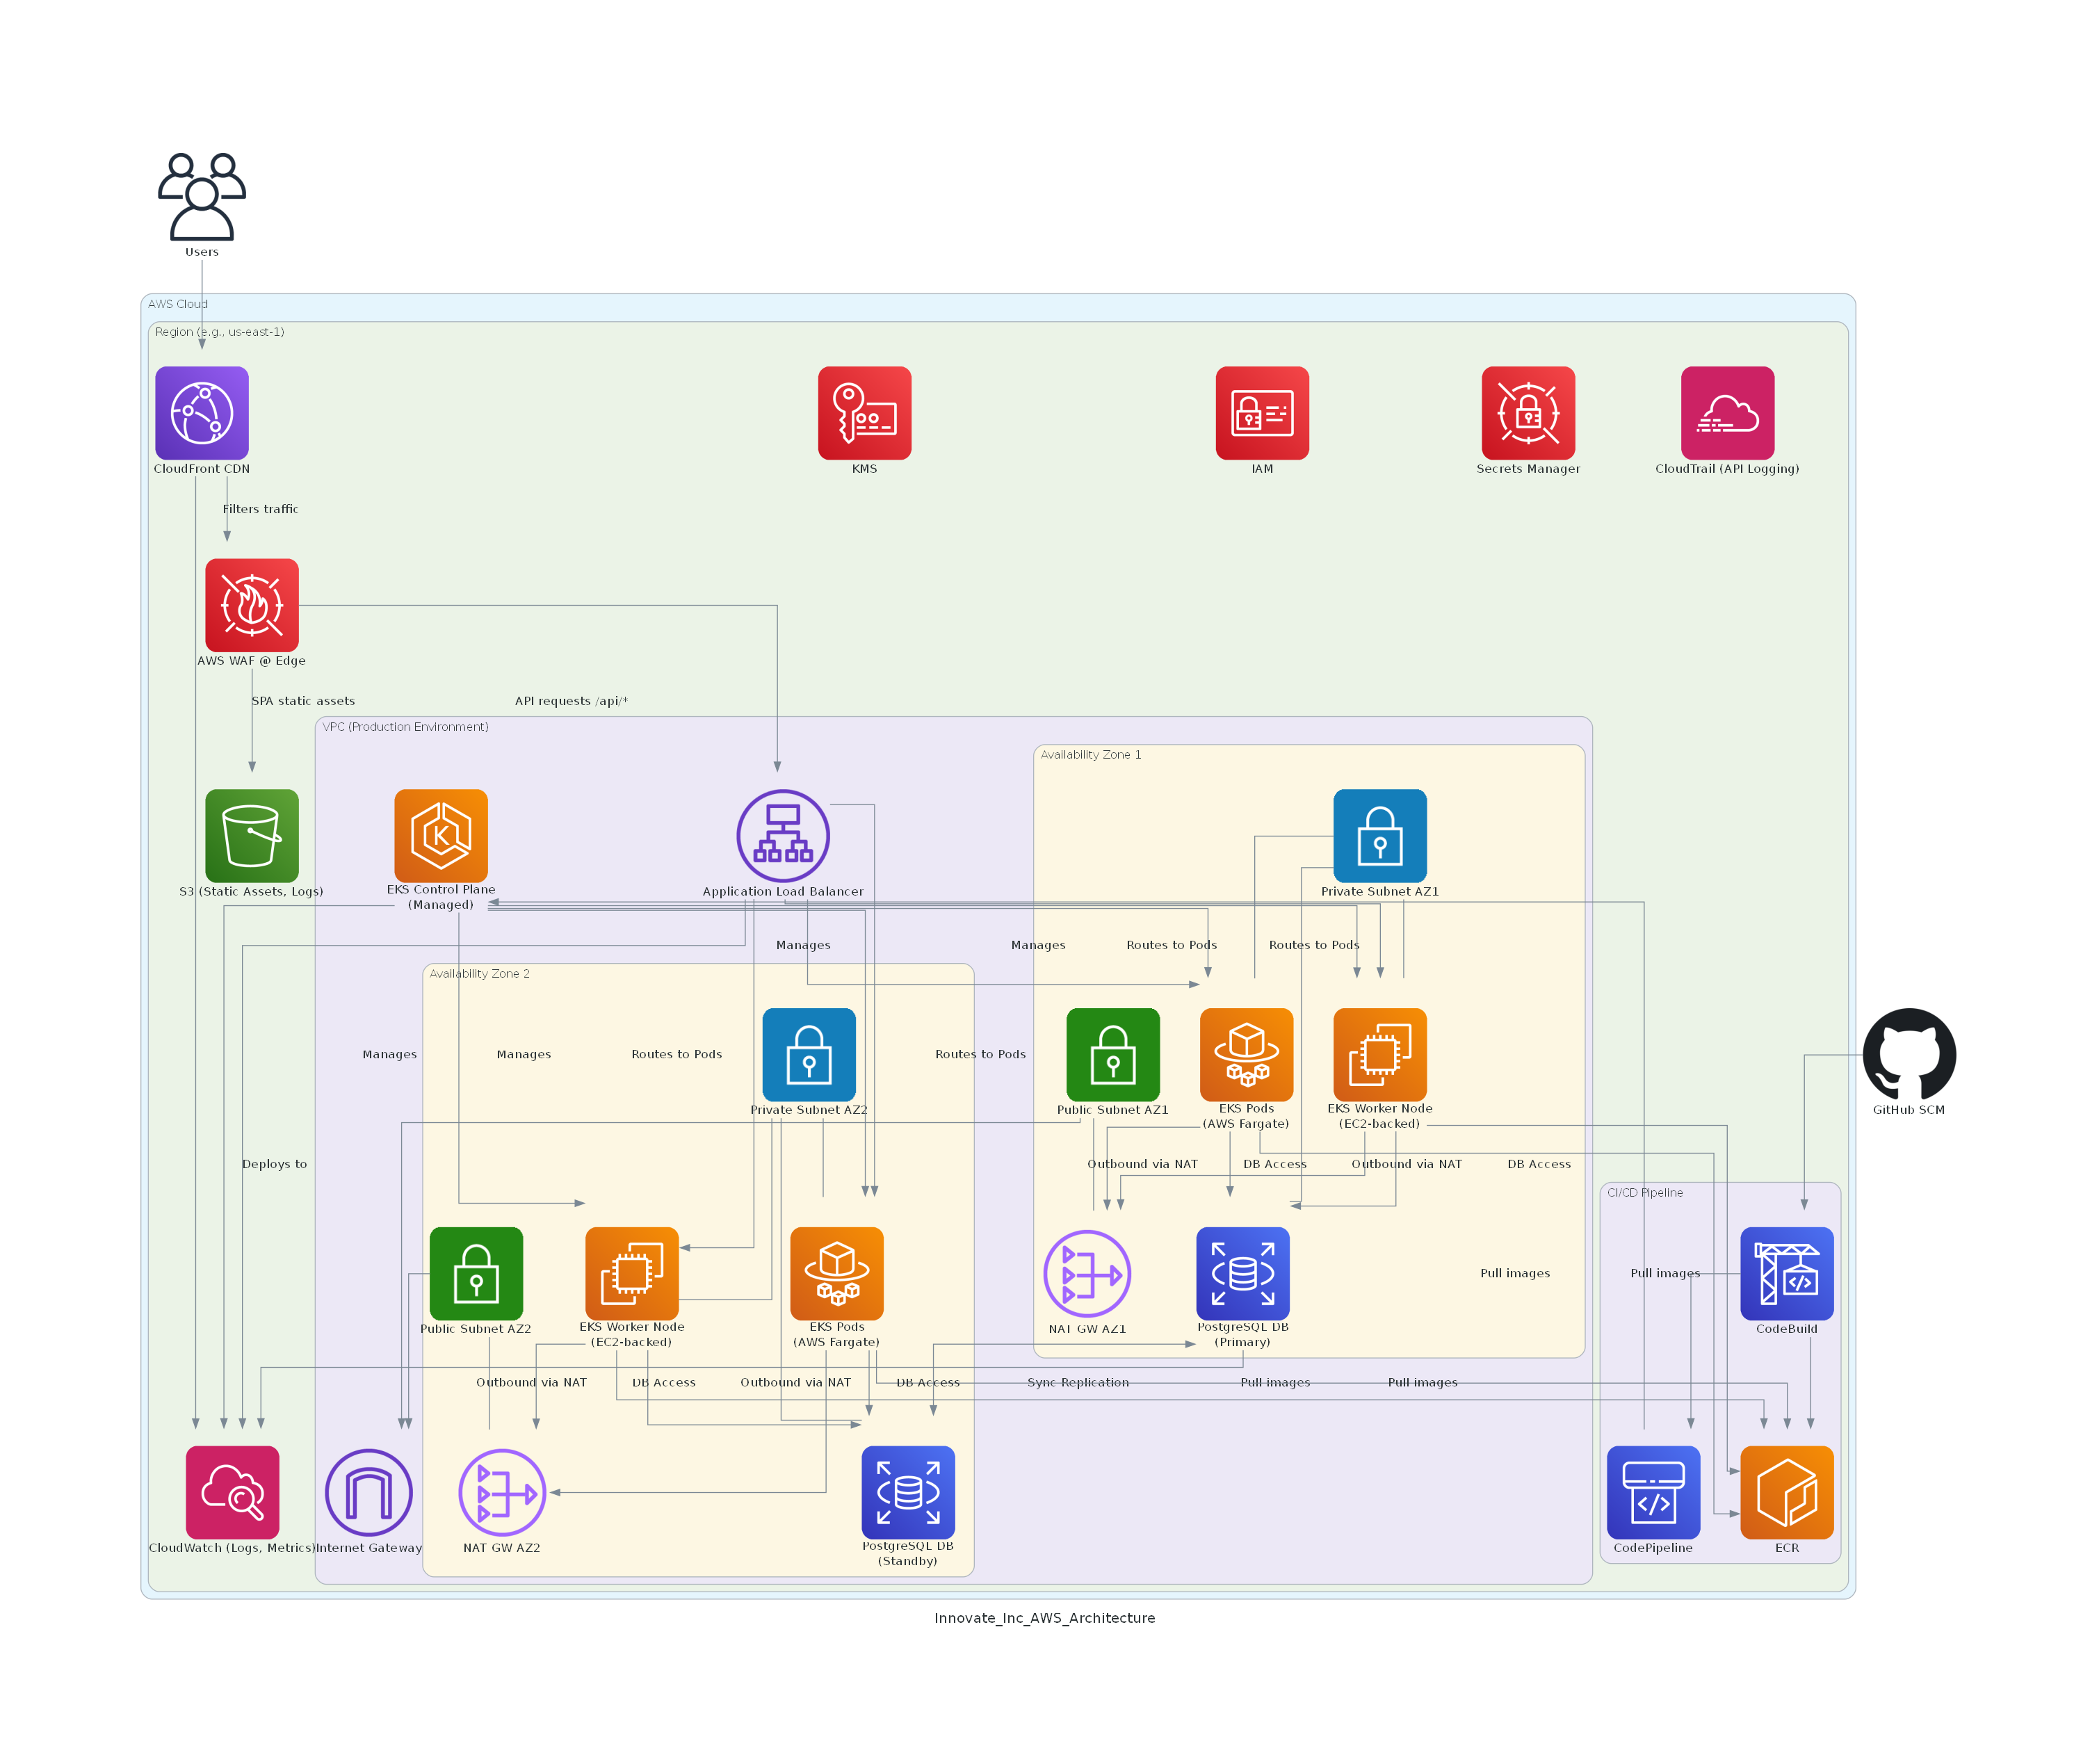 Users
AWS Cloud
Region (e.g., us-east-1)
CloudFront CDN
KMS
IAM
Secrets Manager
CloudTrail (API Logging)
Filters traffic
AWS WAF @ Edge
SPA static assets
API requests /api/*
VPC (Production Environment)
Availability Zone 1
S3 (Static Assets, Logs)
EKS Control Plane
(Managed)
Application Load Balancer
Private Subnet AZ1
Manages
Manages
Routes to Pods
Routes to Pods
Availability Zone 2
Manages
Manages
Routes to Pods
Routes to Pods
Private Subnet AZ2
Public Subnet AZ1
EKS Pods
(AWS Fargate)
EKS Worker Node
(EC2-backed)
GitHub SCM
Deploys to
Outbound via NAT
DB Access
Outbound via NAT
DB Access
CI/CD Pipeline
Pull images
Pull images
Public Subnet AZ2
EKS Worker Node
(EC2-backed)
EKS Pods
(AWS Fargate)
NAT GW AZ1
PostgreSQL DB
(Primary)
CodeBuild
Outbound via NAT
DB Access
Outbound via NAT
DB Access
Sync Replication
Pull images
Pull images
CloudWatch (Logs, Metrics)
Internet Gateway
NAT GW AZ2
PostgreSQL DB
(Standby)
CodePipeline
ECR
Innovate_Inc_AWS_Architecture